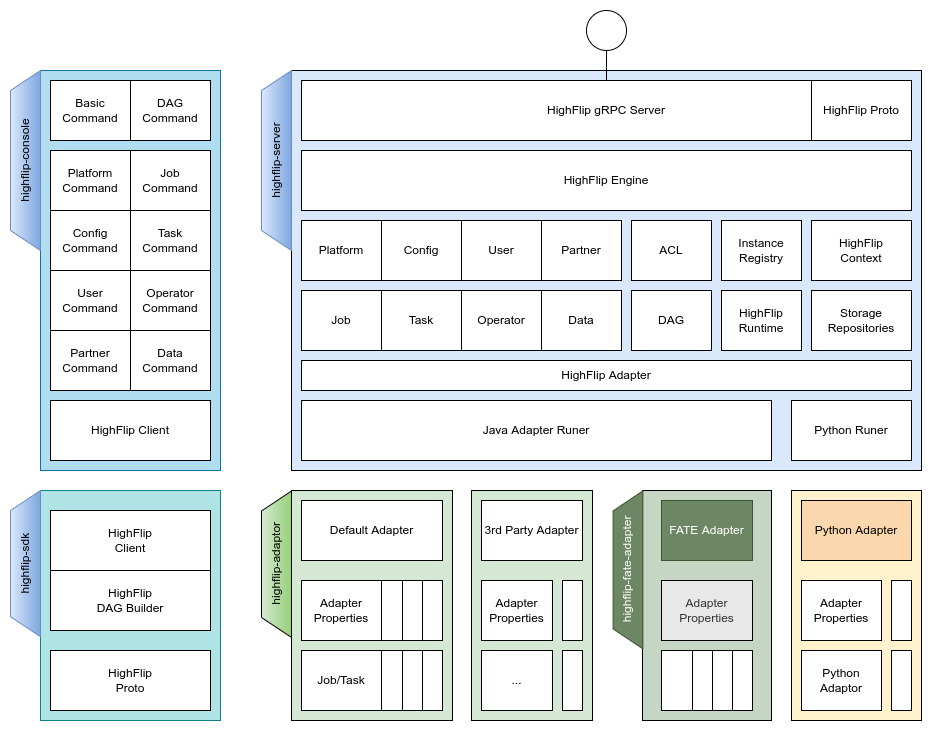 highflip-console
Basic
Command
DAG
Command
Platform
Command
Job
Command
Config
Command
Task
Command
User
Command
Operator
Command
Partner
Command
Data
Command
HighFlip Client
highflip-server
HighFlip gRPC Server
HighFlip Proto
HighFlip Engine
Platform
Config
User
Partner
ACL
Instance
Registry
HighFlip
Context
Job
Task
Operator
Data
DAG
HighFlip
Runtime
Storage
Repositories
HighFlip Adapter
Java Adapter Runer
Python Runer
highflip-sdk
HighFlip
Client
HighFlip
DAG Builder
HighFlip
Proto
highflip-adaptor
Default Adapter
Adapter
Properties
Job/Task
3rd Party Adapter
Adapter
Properties
...
highflip-fate-adapter
FATE Adapter
Adapter
Properties
Python Adapter
Adapter
Properties
Python
Adaptor